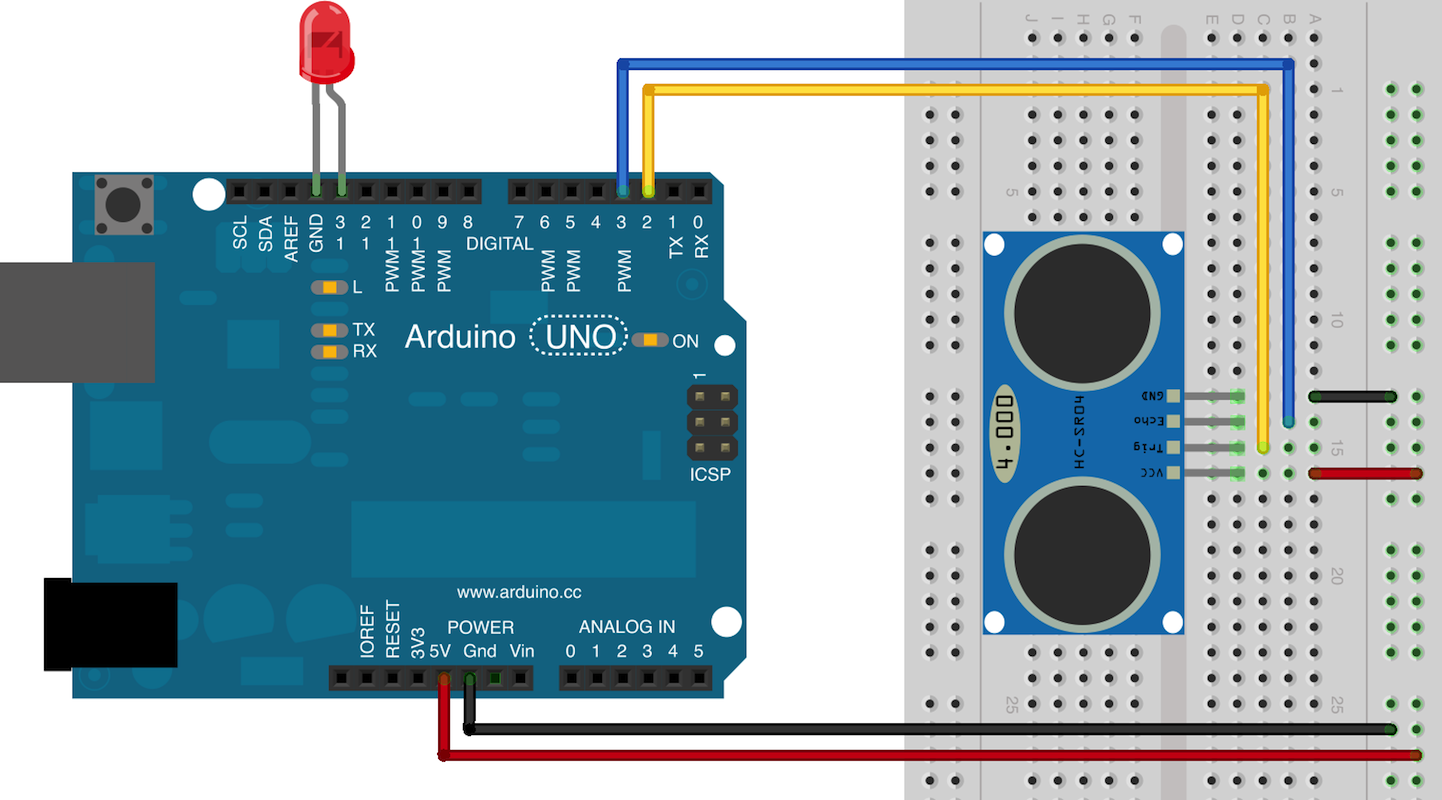 J I H G F E D C B A
1
5 5
10
15
20
25 25
SCL SDA AREF GND 13 12 PWM 11 PWM 10 PWM 9 8
7 PWM 6 PWM 5 4 PWM 3 2 TX 1 RX 0
DIGITAL
L
TX
RX
Arduino UNO
ON
1
ICSP
www.arduino.cc
POWER
IOREF RESET 3V3 5V Gnd Vin
ANALOG IN
0 1 2 3 4 5
4.000
HC-SR04
GND
Echo
Trig
VCC